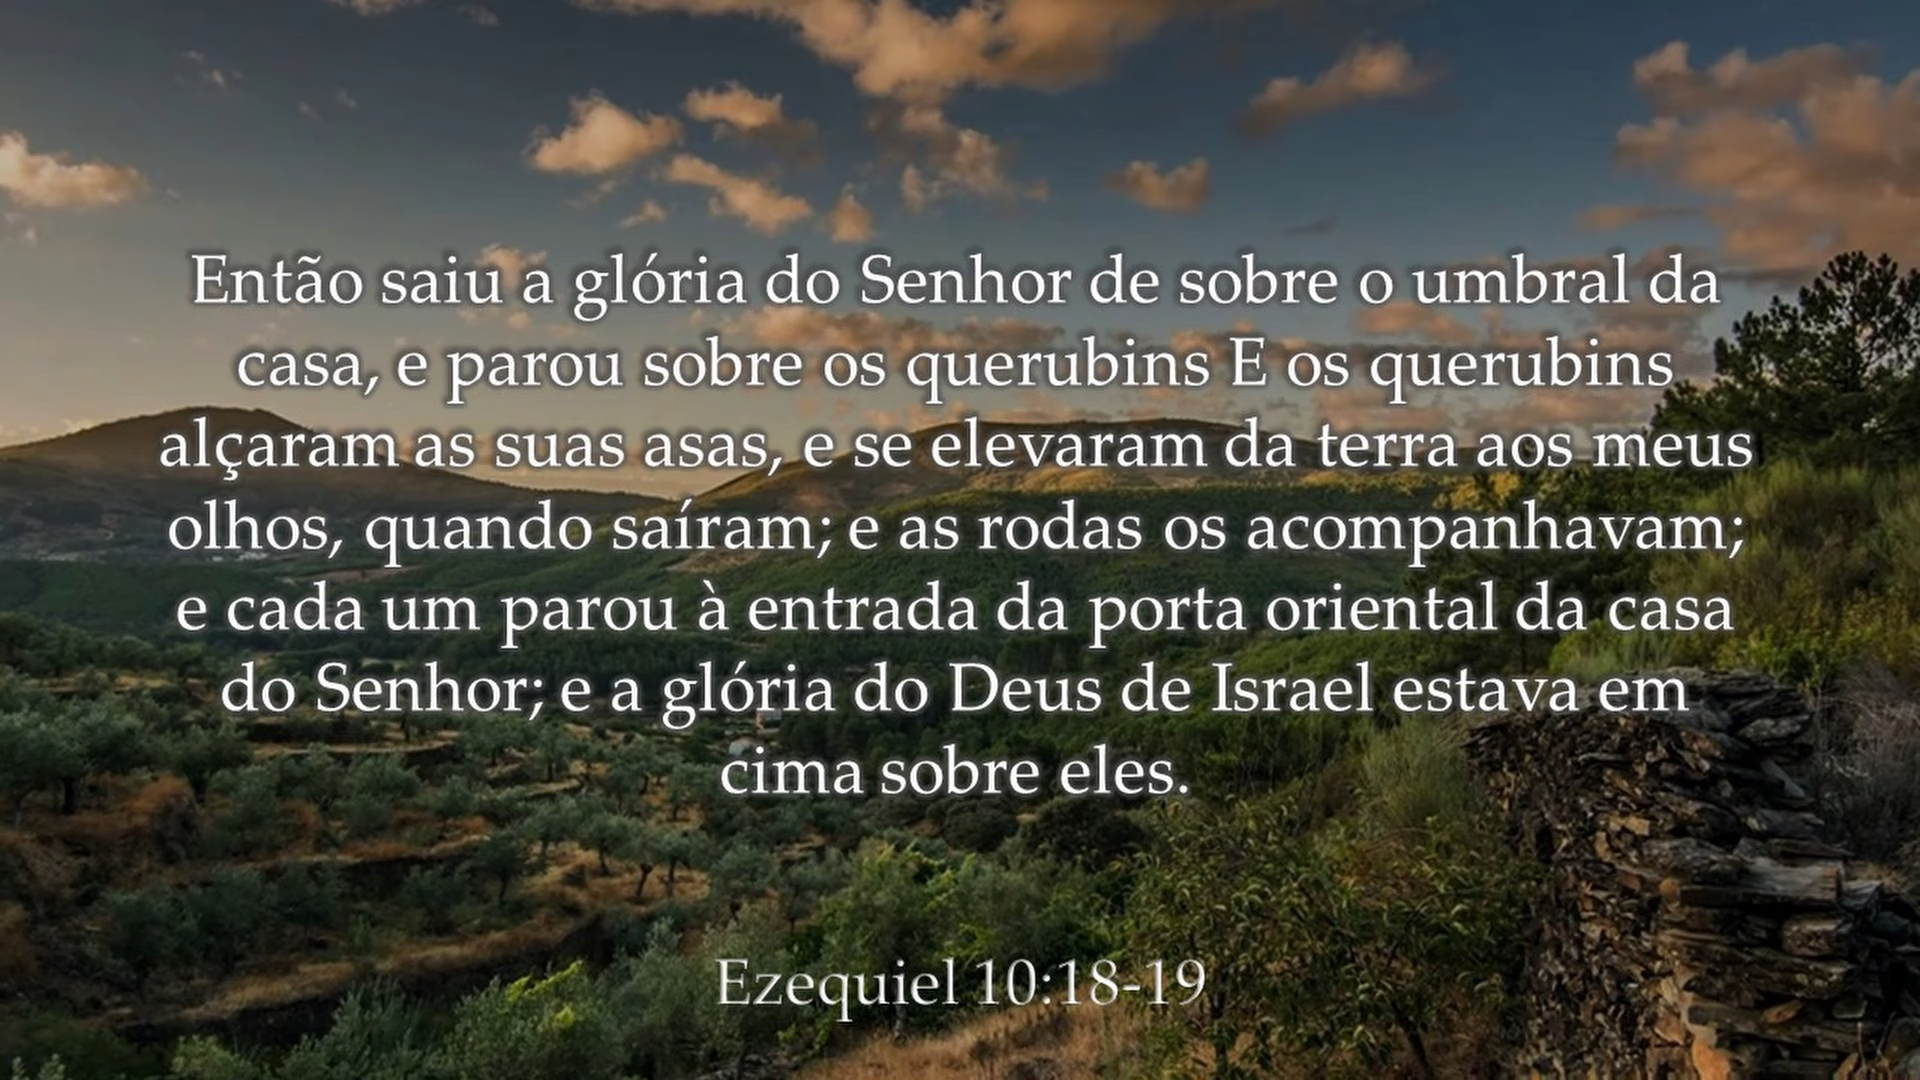 Então saiu a glória do Senhor de sobre o umbral da
casa, e parou sobre os querubins E os querubins
alçaram as suas asas, e se elevaram da terra aos meus
olhos, quando saíram; e as rodas os acompanhavam;
e cada um parou à entrada da porta oriental da casa
do Senhor; e a glória do Deus de Israel estava em
cima sobre eles.
Ezequiel 10:18-19